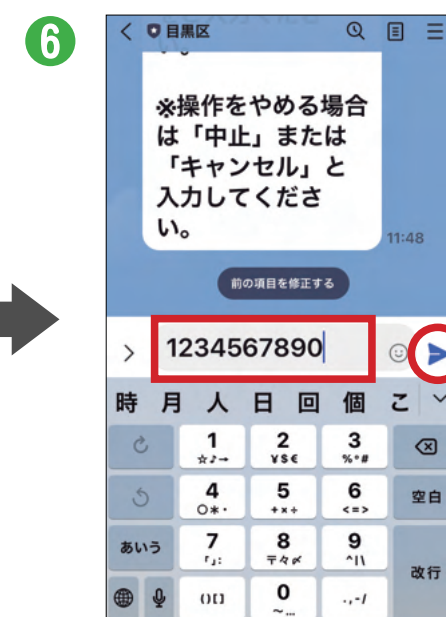 6
目黒区
い。
※操作をやめる場合
は「中止」または
「キャンセル」と
入力してくださ
い。
11:48
前の項目を修正する
1234567890
時 月 人 日 回 個 こ
1 2 3
☆♪→ ¥$€ %°#
4 5 6 空白
○*・ +×÷ <=>
あいう 7 8 9
「」: 〒々〆 ^|\
改行
()[] 0 .,-/
~…